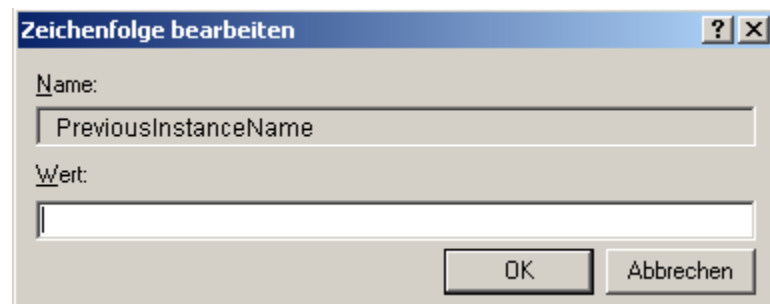 Zeichenfolge bearbeiten
Name:
PreviousInstanceName
Wert:
OK Abbrechen